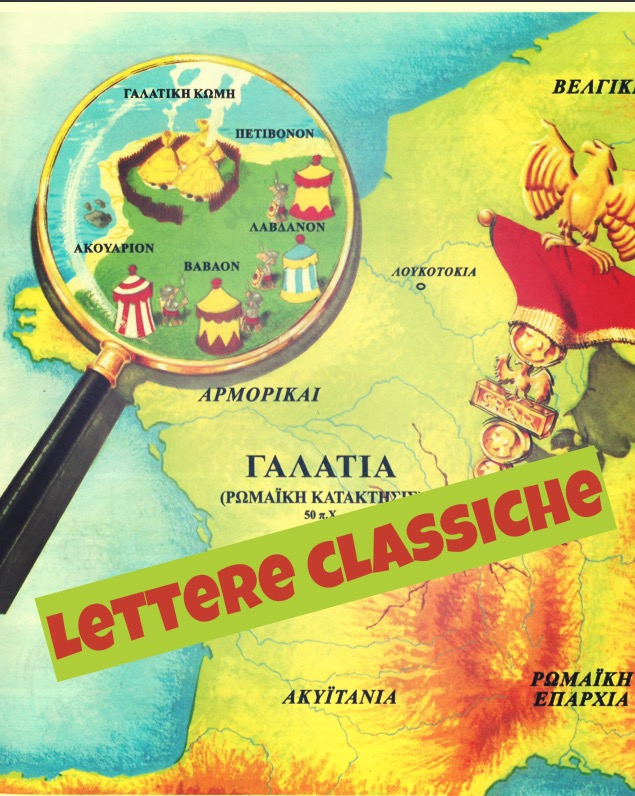 ΓΑΛΑΤΙΚΗ ΚΩΜΗ
ΠΕΤΙΒΟΝΟΝ
ΛΑΒΔΑΝΟΝ
ΑΚΟΥΑΡΙΟΝ
ΒΑΒΑΟΝ
ΒΕΛΓΙΚ
ΛΟΥΚΟΤΟΚΙΑ
ΑΡΜΟΡΙΚΑΙ
ΓΑΛΑΤΙΑ
(ΡΩΜΑΪΚΗ ΚΑΤΑΚΤΗΣΙΣ
50 π.Χ
LETTERE CLASSICHE
ΑΚΥΪΤΑΝΙΑ
ΡΩΜΑΪΚΗ
ΕΠΑΡΧΙΑ